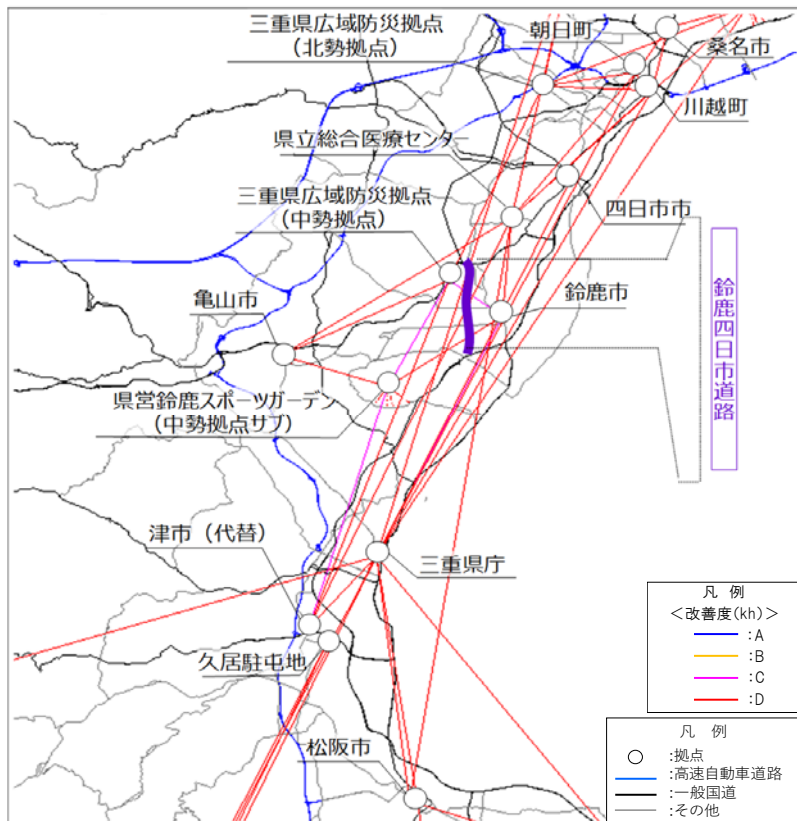 三重県広域防災拠点
(北勢拠点)
朝日町
桑名市
川越町
県立総合医療センター
三重県広域防災拠点
(中勢拠点)
四日市市
亀山市
鈴鹿市
鈴鹿四日市道路
県営鈴鹿スポーツガーデン
(中勢拠点サブ)
津市（代替）
三重県庁
久居駐屯地
松阪市
凡 例
＜改善度(kh)＞
:A
:B
:C
:D
凡 例
:拠点
:高速自動車道路
:一般国道
:その他